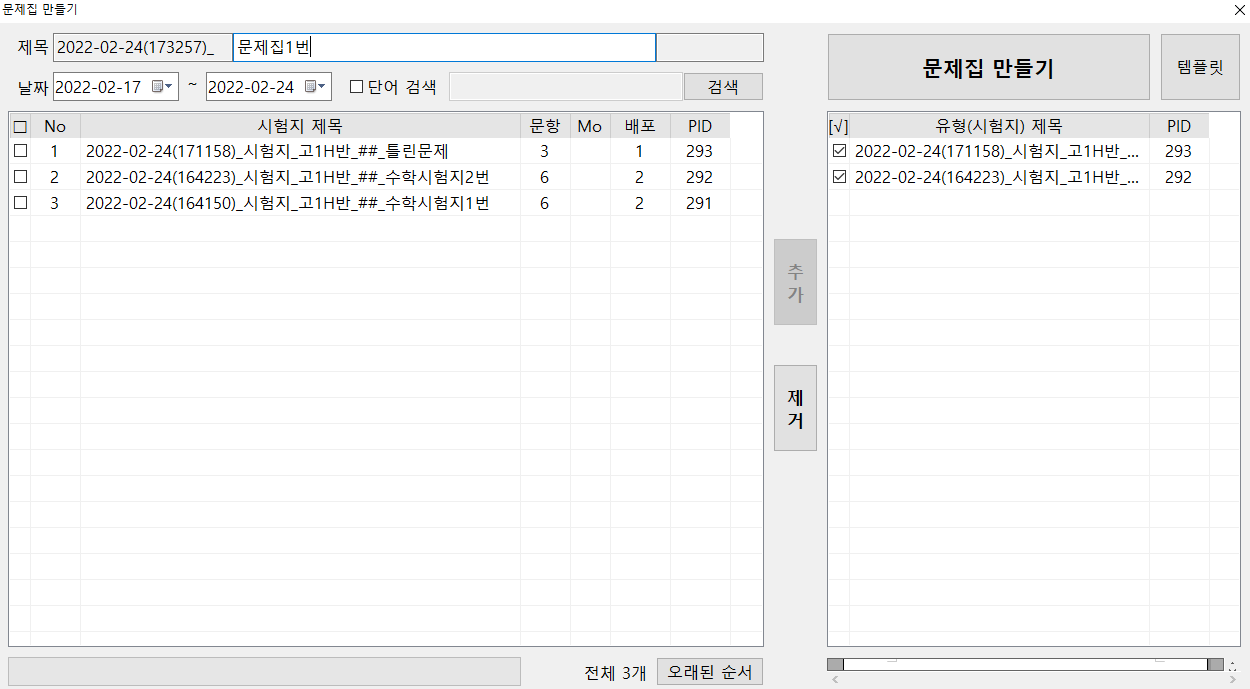 문제집 만들기
제목 2022-02-24(173257)_ 문제집1번
날짜 2022-02-17 ~ 2022-02-24 단어 검색 검색
문제집 만들기 템플릿
No 시험지 제목 문항 Mo 배포 PID
1 2022-02-24(171158)_시험지_고1H반_##_틀린문제 3 1 293
2 2022-02-24(164223)_시험지_고1H반_##_수학시험지2번 6 2 292
3 2022-02-24(164150)_시험지_고1H반_##_수학시험지1번 6 2 291
추
가
제
거
[√] 유형(시험지) 제목 PID
2022-02-24(171158)_시험지_고1H반_... 293
2022-02-24(164223)_시험지_고1H반_... 292
전체 3개 오래된 순서